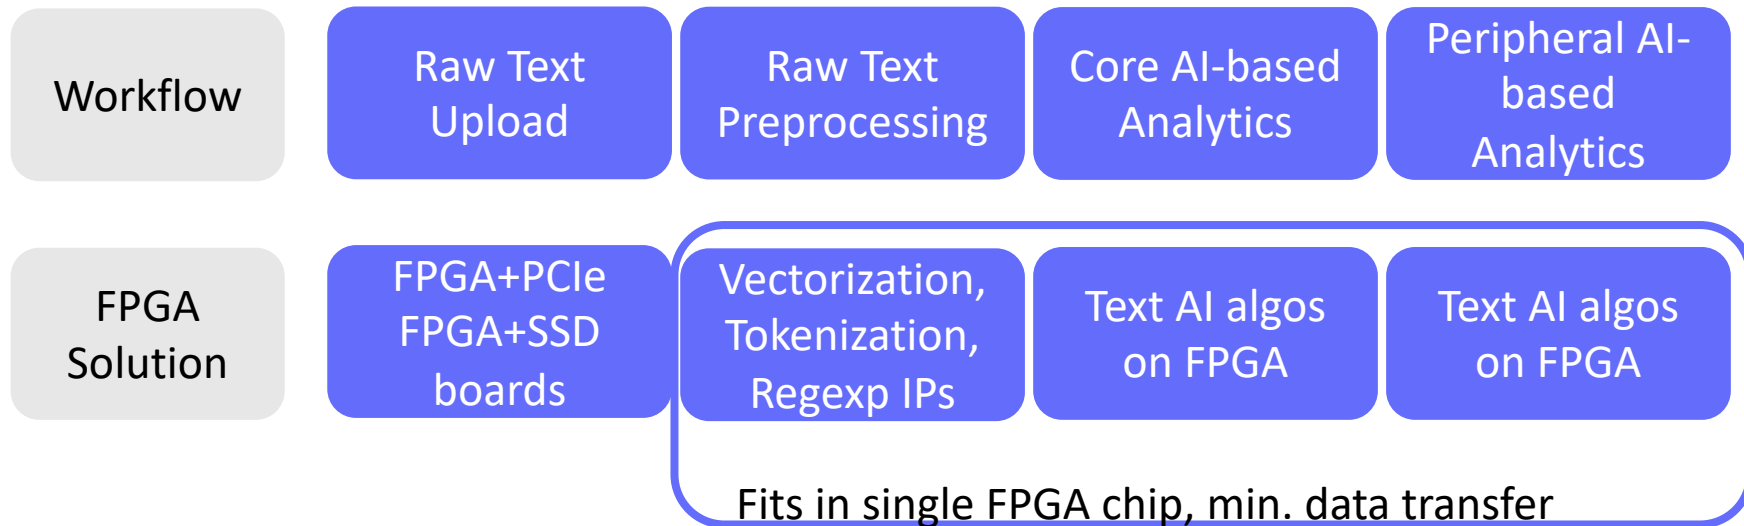 Workflow
Raw Text
Upload
Raw Text
Preprocessing
Core AI-based
Analytics
Peripheral AI-
based
Analytics
FPGA
Solution
FPGA+PCIe
FPGA+SSD
boards
Vectorization,
Tokenization,
Regexp IPs
Text AI algos
on FPGA
Text AI algos
on FPGA
Fits in single FPGA chip, min. data transfer